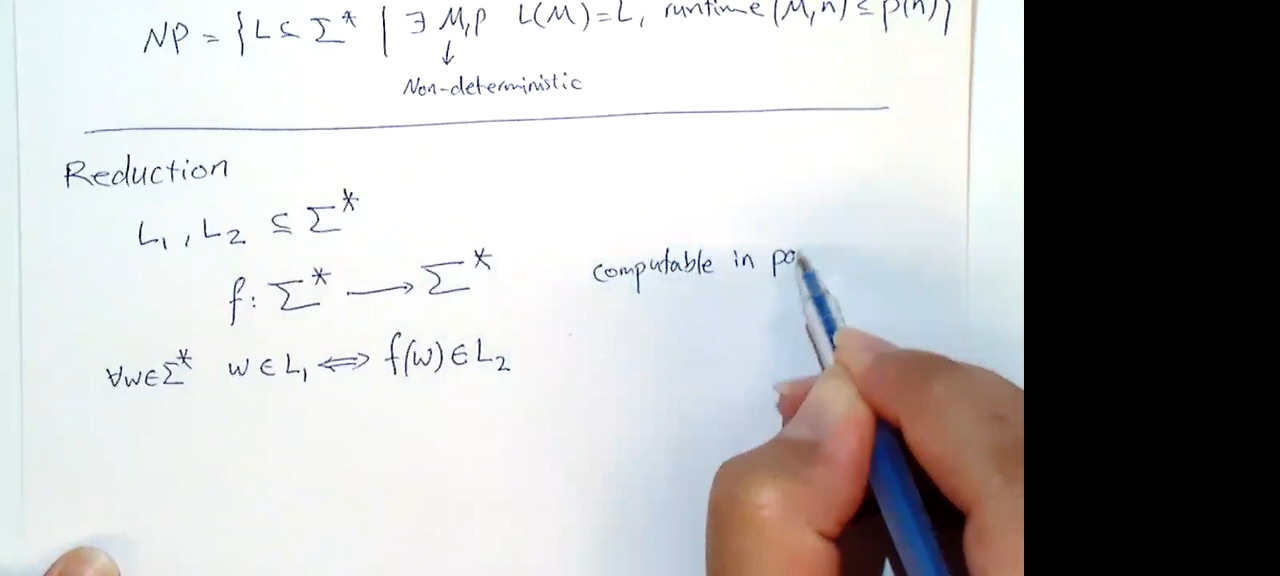 NP = {L ⊆ Σ* | ∃ M,p L(M)=L, runtime(M,n) ≤ p(n)}
↓
Non-deterministic
Reduction
L₁, L₂ ⊆ Σ*
f: Σ* ⟶ Σ* computable in po
∀w∈Σ* w ∈ L₁ ⟺ f(w) ∈ L₂